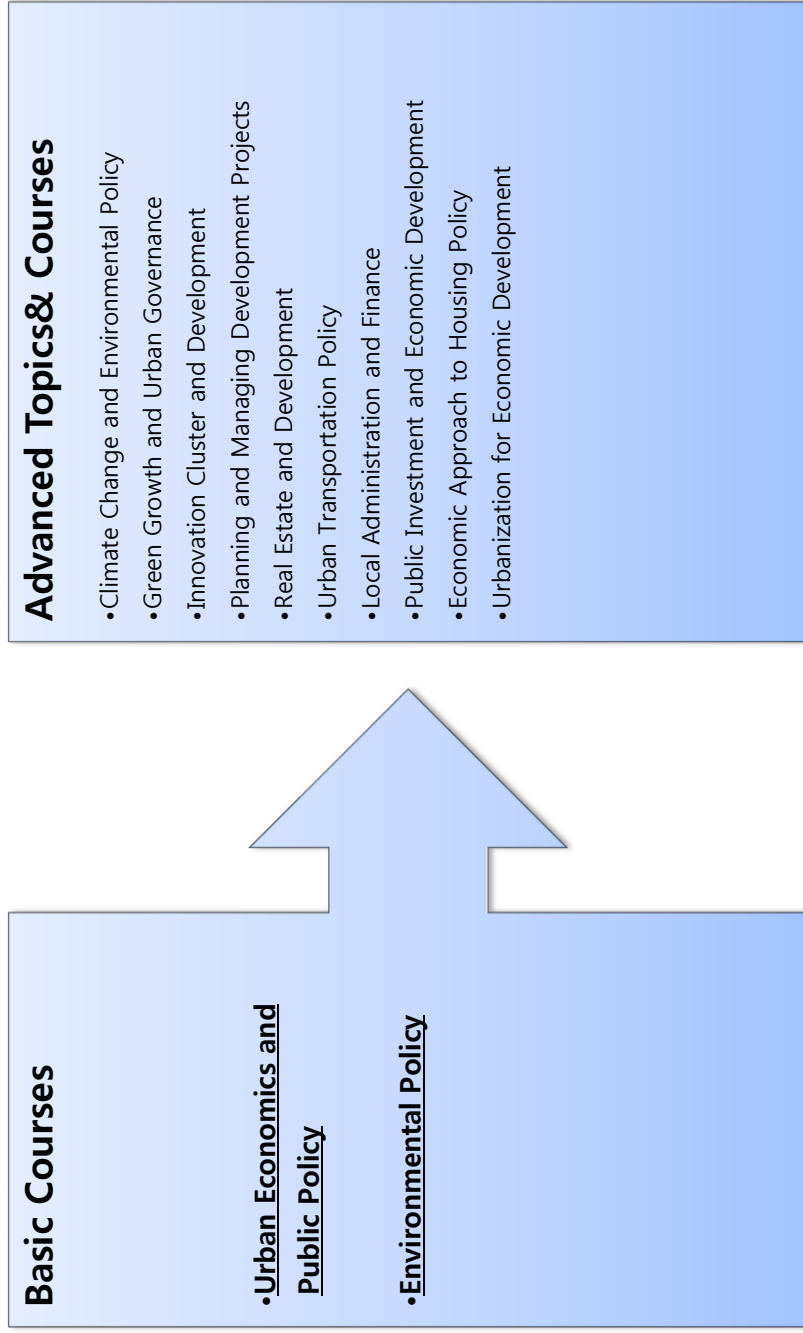 Basic Courses
•Urban Economics and
Public Policy
•Environmental Policy
Advanced Topics& Courses
•Climate Change and Environmental Policy
•Green Growth and Urban Governance
•Innovation Cluster and Development
•Planning and Managing Development Projects
•Real Estate and Development
•Urban Transportation Policy
•Local Administration and Finance
•Public Investment and Economic Development
•Economic Approach to Housing Policy
•Urbanization for Economic Development